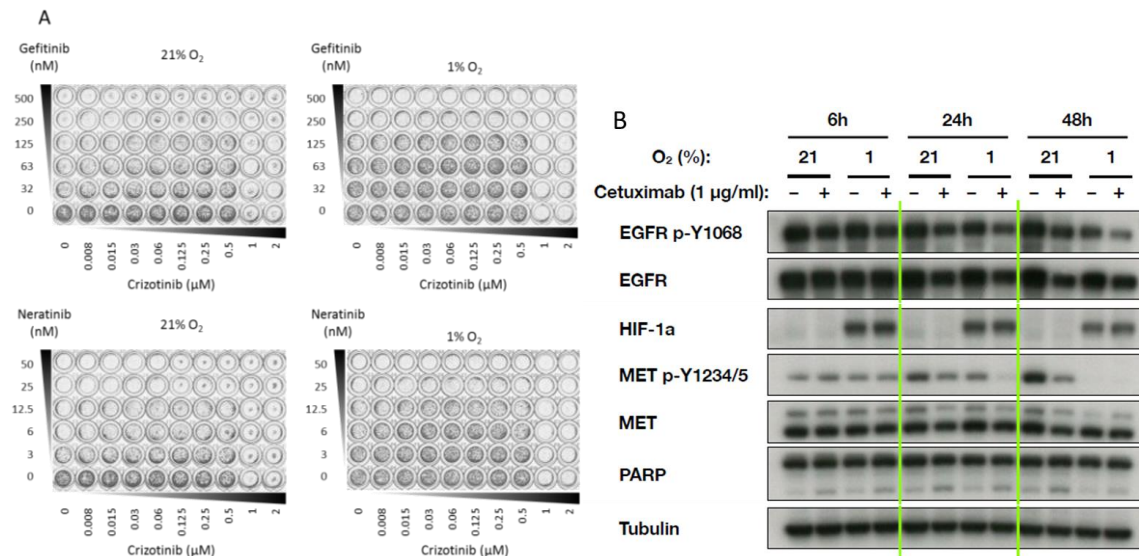 A
Gefitinib
(nM)
21% O₂
500
250
125
63
32
0
0 0.008 0.015 0.03 0.06 0.125 0.25 0.5 1 2
Crizotinib (µM)
Gefitinib
(nM)
1% O₂
500
250
125
63
32
0
0 0.008 0.015 0.03 0.06 0.125 0.25 0.5 1 2
Crizotinib (µM)
Neratinib
(nM)
21% O₂
50
25
12.5
6
3
0
0 0.008 0.015 0.03 0.06 0.125 0.25 0.5 1 2
Crizotinib (µM)
Neratinib
(nM)
1% O₂
50
25
12.5
6
3
0
0 0.008 0.015 0.03 0.06 0.125 0.25 0.5 1 2
Crizotinib (µM)
B
6h 24h 48h
O₂ (%): 21 1 21 1 21 1
Cetuximab (1 µg/ml): – + – + – + – + – + – +
EGFR p-Y1068
EGFR
HIF-1a
MET p-Y1234/5
MET
PARP
Tubulin